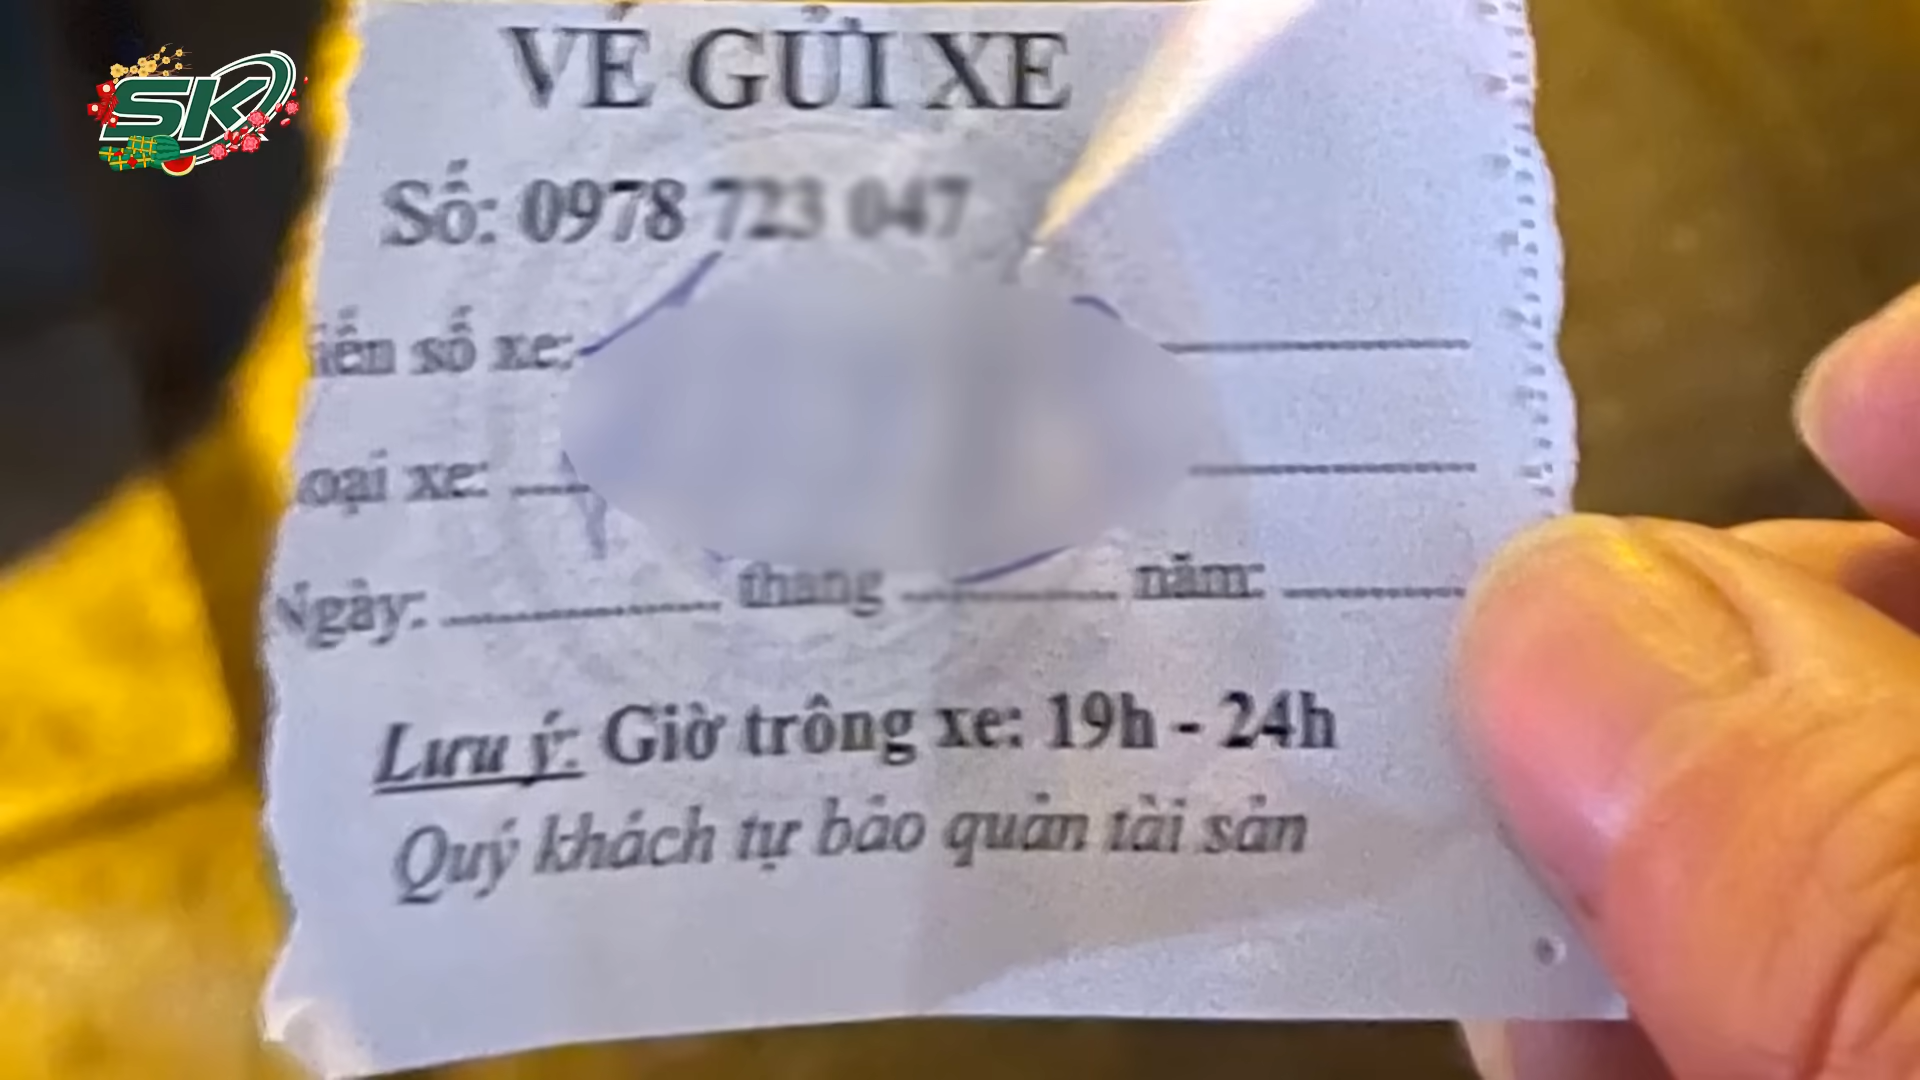 SK
VÉ GỬI XE
Số: 0978 723 047
iển số xe:
oại xe:
Ngày: tháng năm:
Lưu ý: Giờ trông xe: 19h - 24h
Quý khách tự bảo quản tài sản